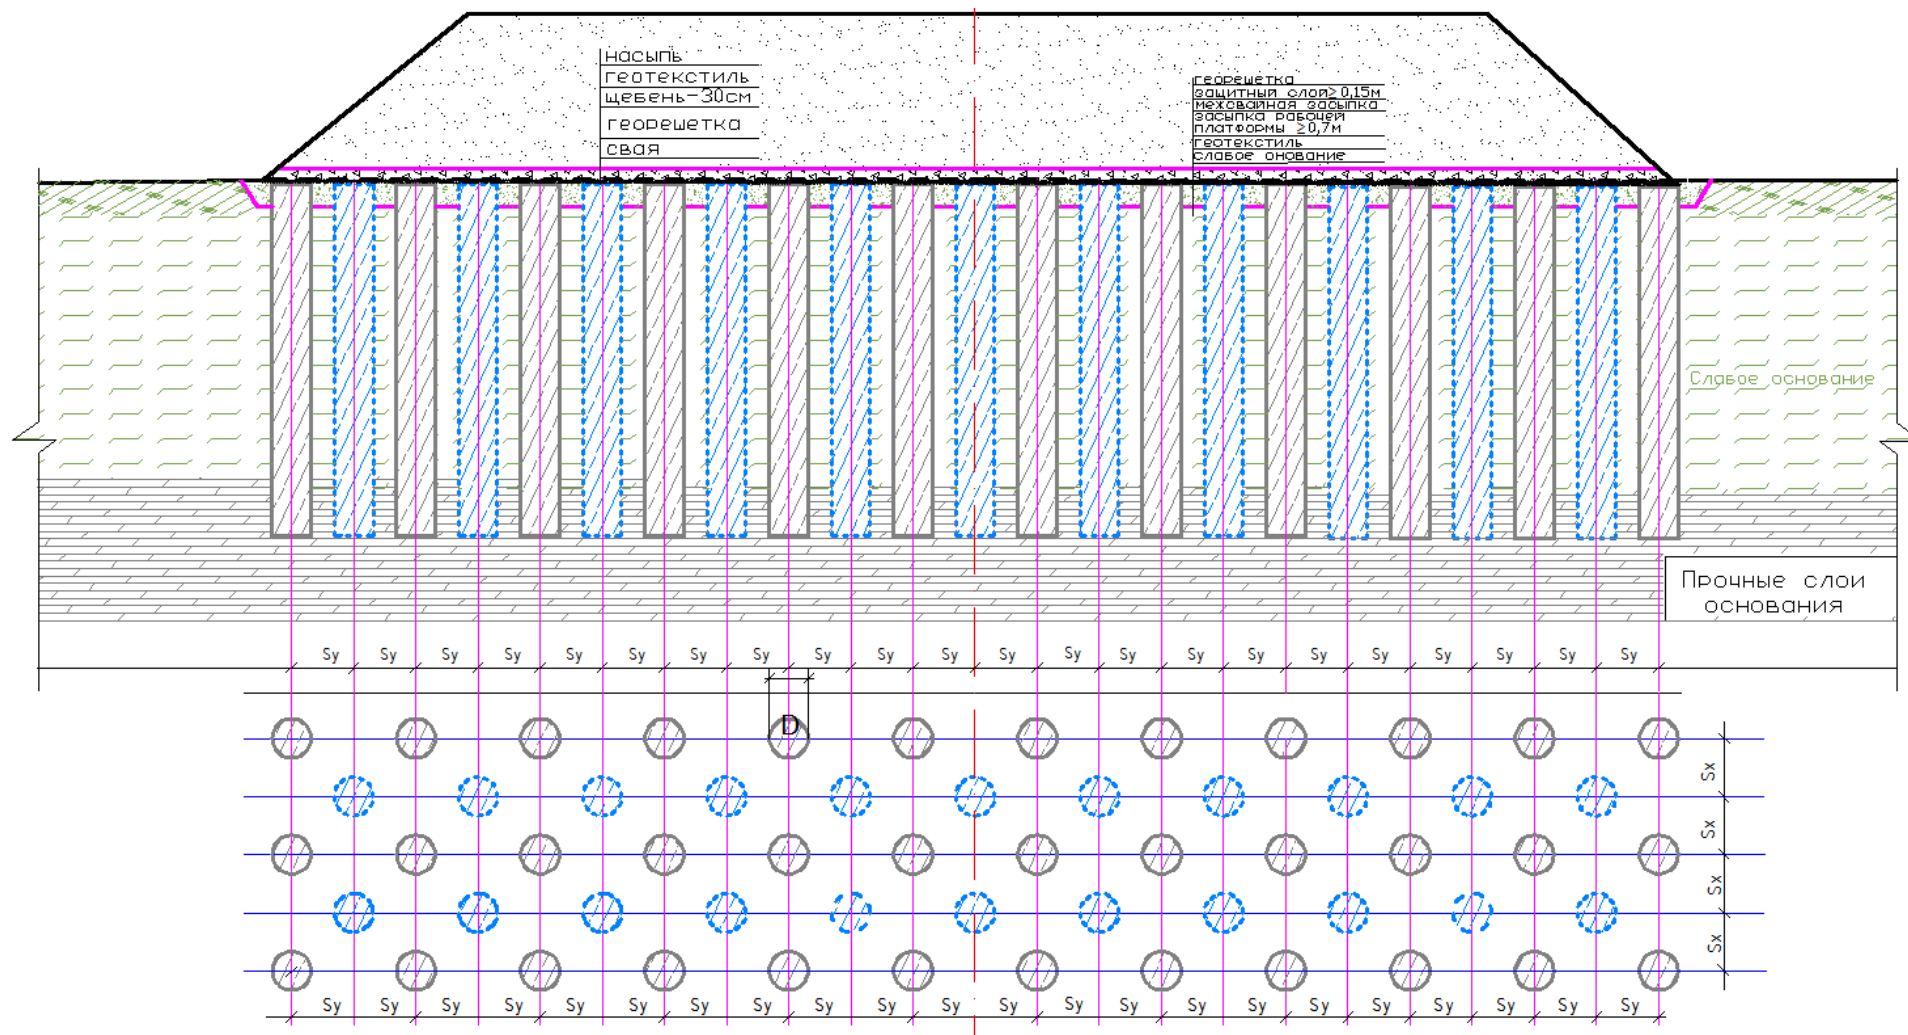 насыпь
геотекстиль
щебень-30см
георешетка
свая
георешетка
защитный слой≥0,15м
межсвайная засыпка
засыпка рабочей
платформы ≥0,7м
геотекстиль
слабое онование
Слабое основание
Прочные слои
основания
Sy Sy Sy Sy Sy Sy Sy Sy Sy Sy Sy Sy Sy Sy Sy Sy Sy Sy Sy Sy Sy Sy
D
Sx
Sx
Sx
Sx
Sy Sy Sy Sy Sy Sy Sy Sy Sy Sy Sy Sy Sy Sy Sy Sy Sy Sy Sy Sy Sy Sy